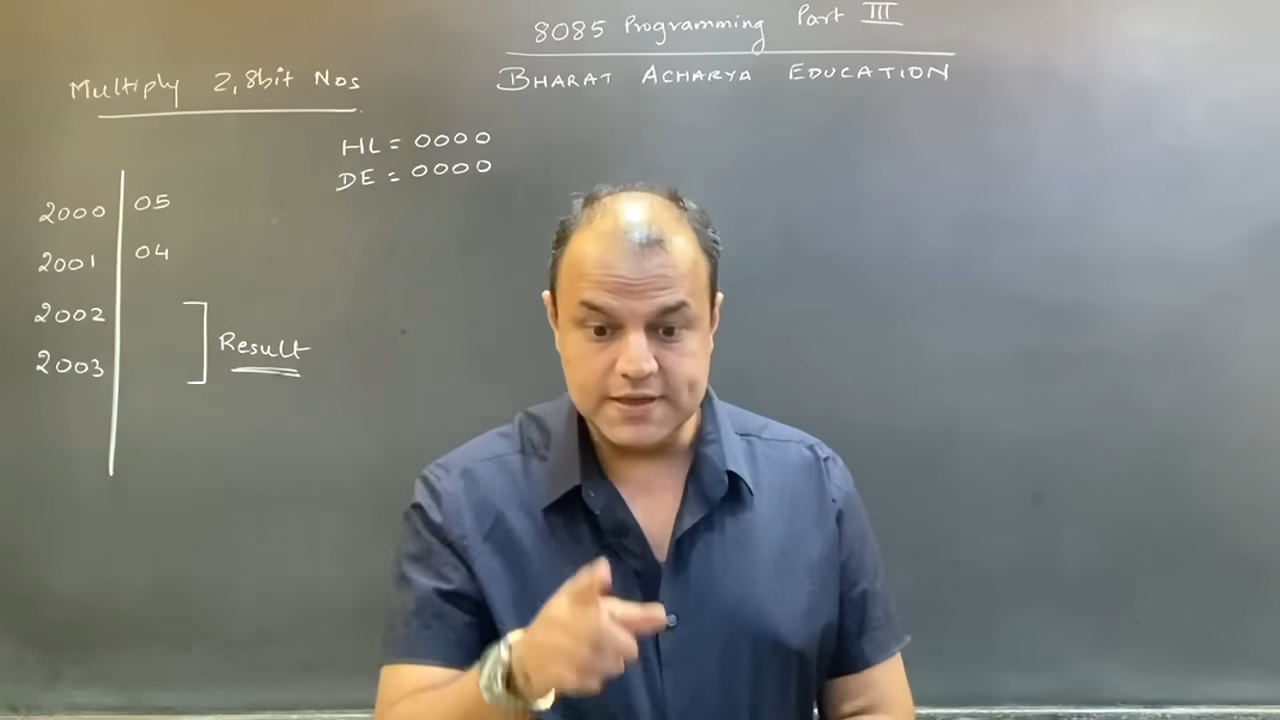 8085 Programming Part III
BHARAT ACHARYA EDUCATION
Multiply 2,8bit Nos
HL = 0000
DE = 0000
2000 05
2001 04
2002
2003
Result